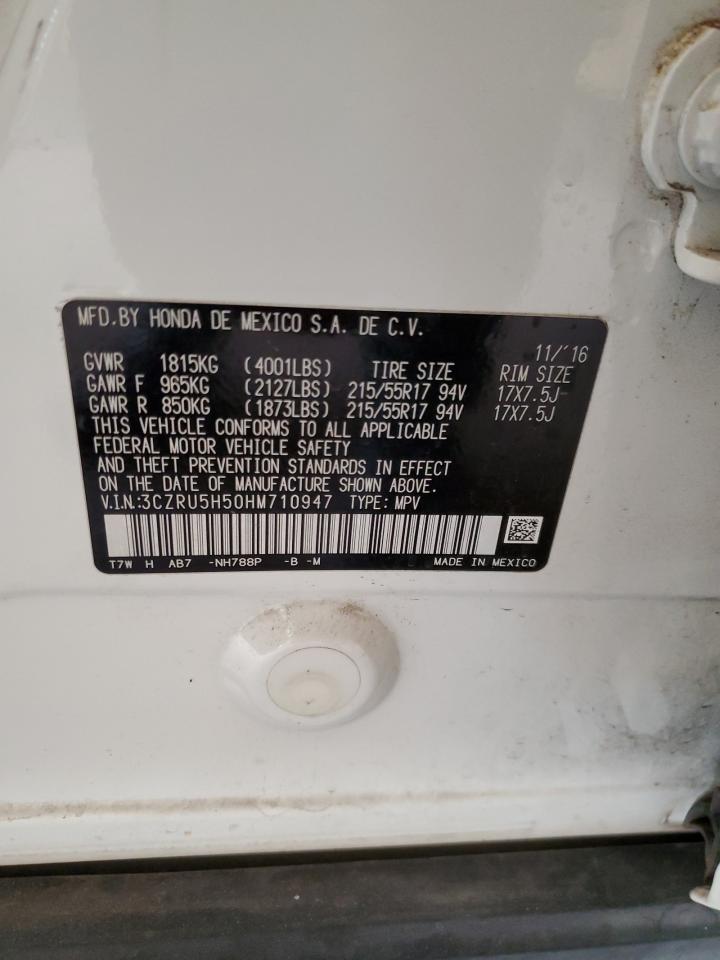 MFD.BY HONDA DE MEXICO S.A. DE C.V.
11/'16
GVWR 1815KG (4001LBS) TIRE SIZE RIM SIZE
GAWR F 965KG (2127LBS) 215/55R17 94V 17X7.5J
GAWR R 850KG (1873LBS) 215/55R17 94V 17X7.5J
THIS VEHICLE CONFORMS TO ALL APPLICABLE
FEDERAL MOTOR VEHICLE SAFETY
AND THEFT PREVENTION STANDARDS IN EFFECT
ON THE DATE OF MANUFACTURE SHOWN ABOVE.
V.I.N:3CZRU5H50HM710947 TYPE: MPV
T7W H AB7 -NH788P -B -M MADE IN MEXICO